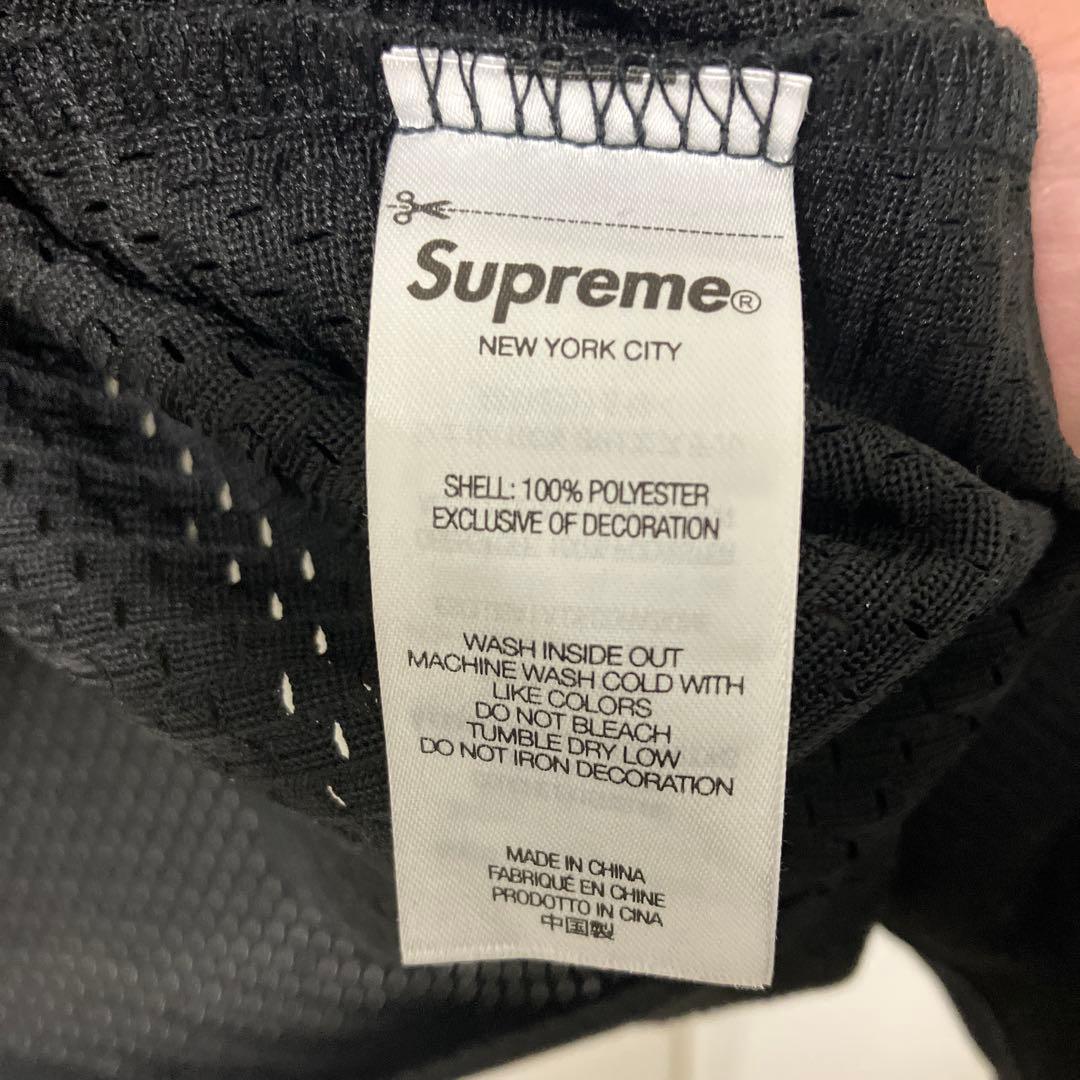 Supreme®
NEW YORK CITY
SHELL: 100% POLYESTER
EXCLUSIVE OF DECORATION
WASH INSIDE OUT
MACHINE WASH COLD WITH
LIKE COLORS
DO NOT BLEACH
TUMBLE DRY LOW
DO NOT IRON DECORATION
MADE IN CHINA
FABRIQUÉ EN CHINE
PRODOTTO IN CINA
中国製